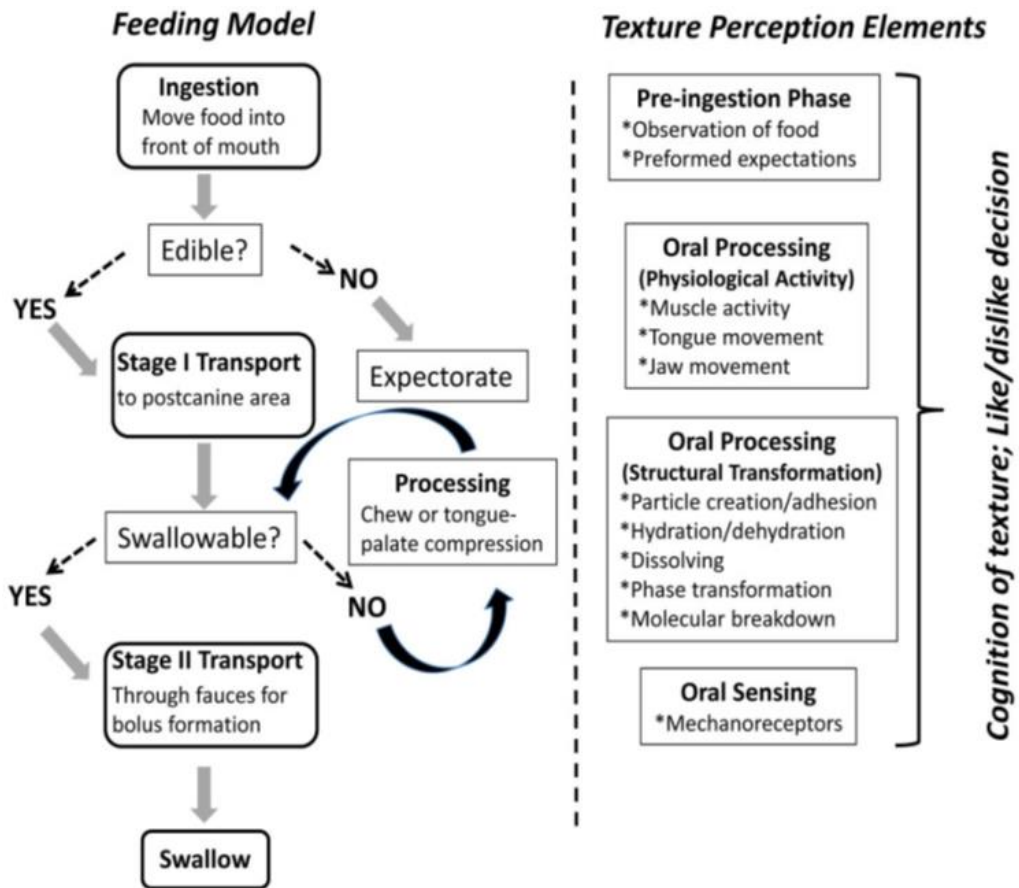 Feeding Model
Ingestion
Move food into
front of mouth
Edible?
YES
NO
Stage I Transport
to postcanine area
Expectorate
Processing
Chew or tongue-
palate compression
Swallowable?
YES
NO
Stage II Transport
Through fauces for
bolus formation
Swallow
Texture Perception Elements
Pre-ingestion Phase
*Observation of food
*Preformed expectations
Oral Processing
(Physiological Activity)
*Muscle activity
*Tongue movement
*Jaw movement
Oral Processing
(Structural Transformation)
*Particle creation/adhesion
*Hydration/dehydration
*Dissolving
*Phase transformation
*Molecular breakdown
Oral Sensing
*Mechanoreceptors
Cognition of texture; Like/dislike decision